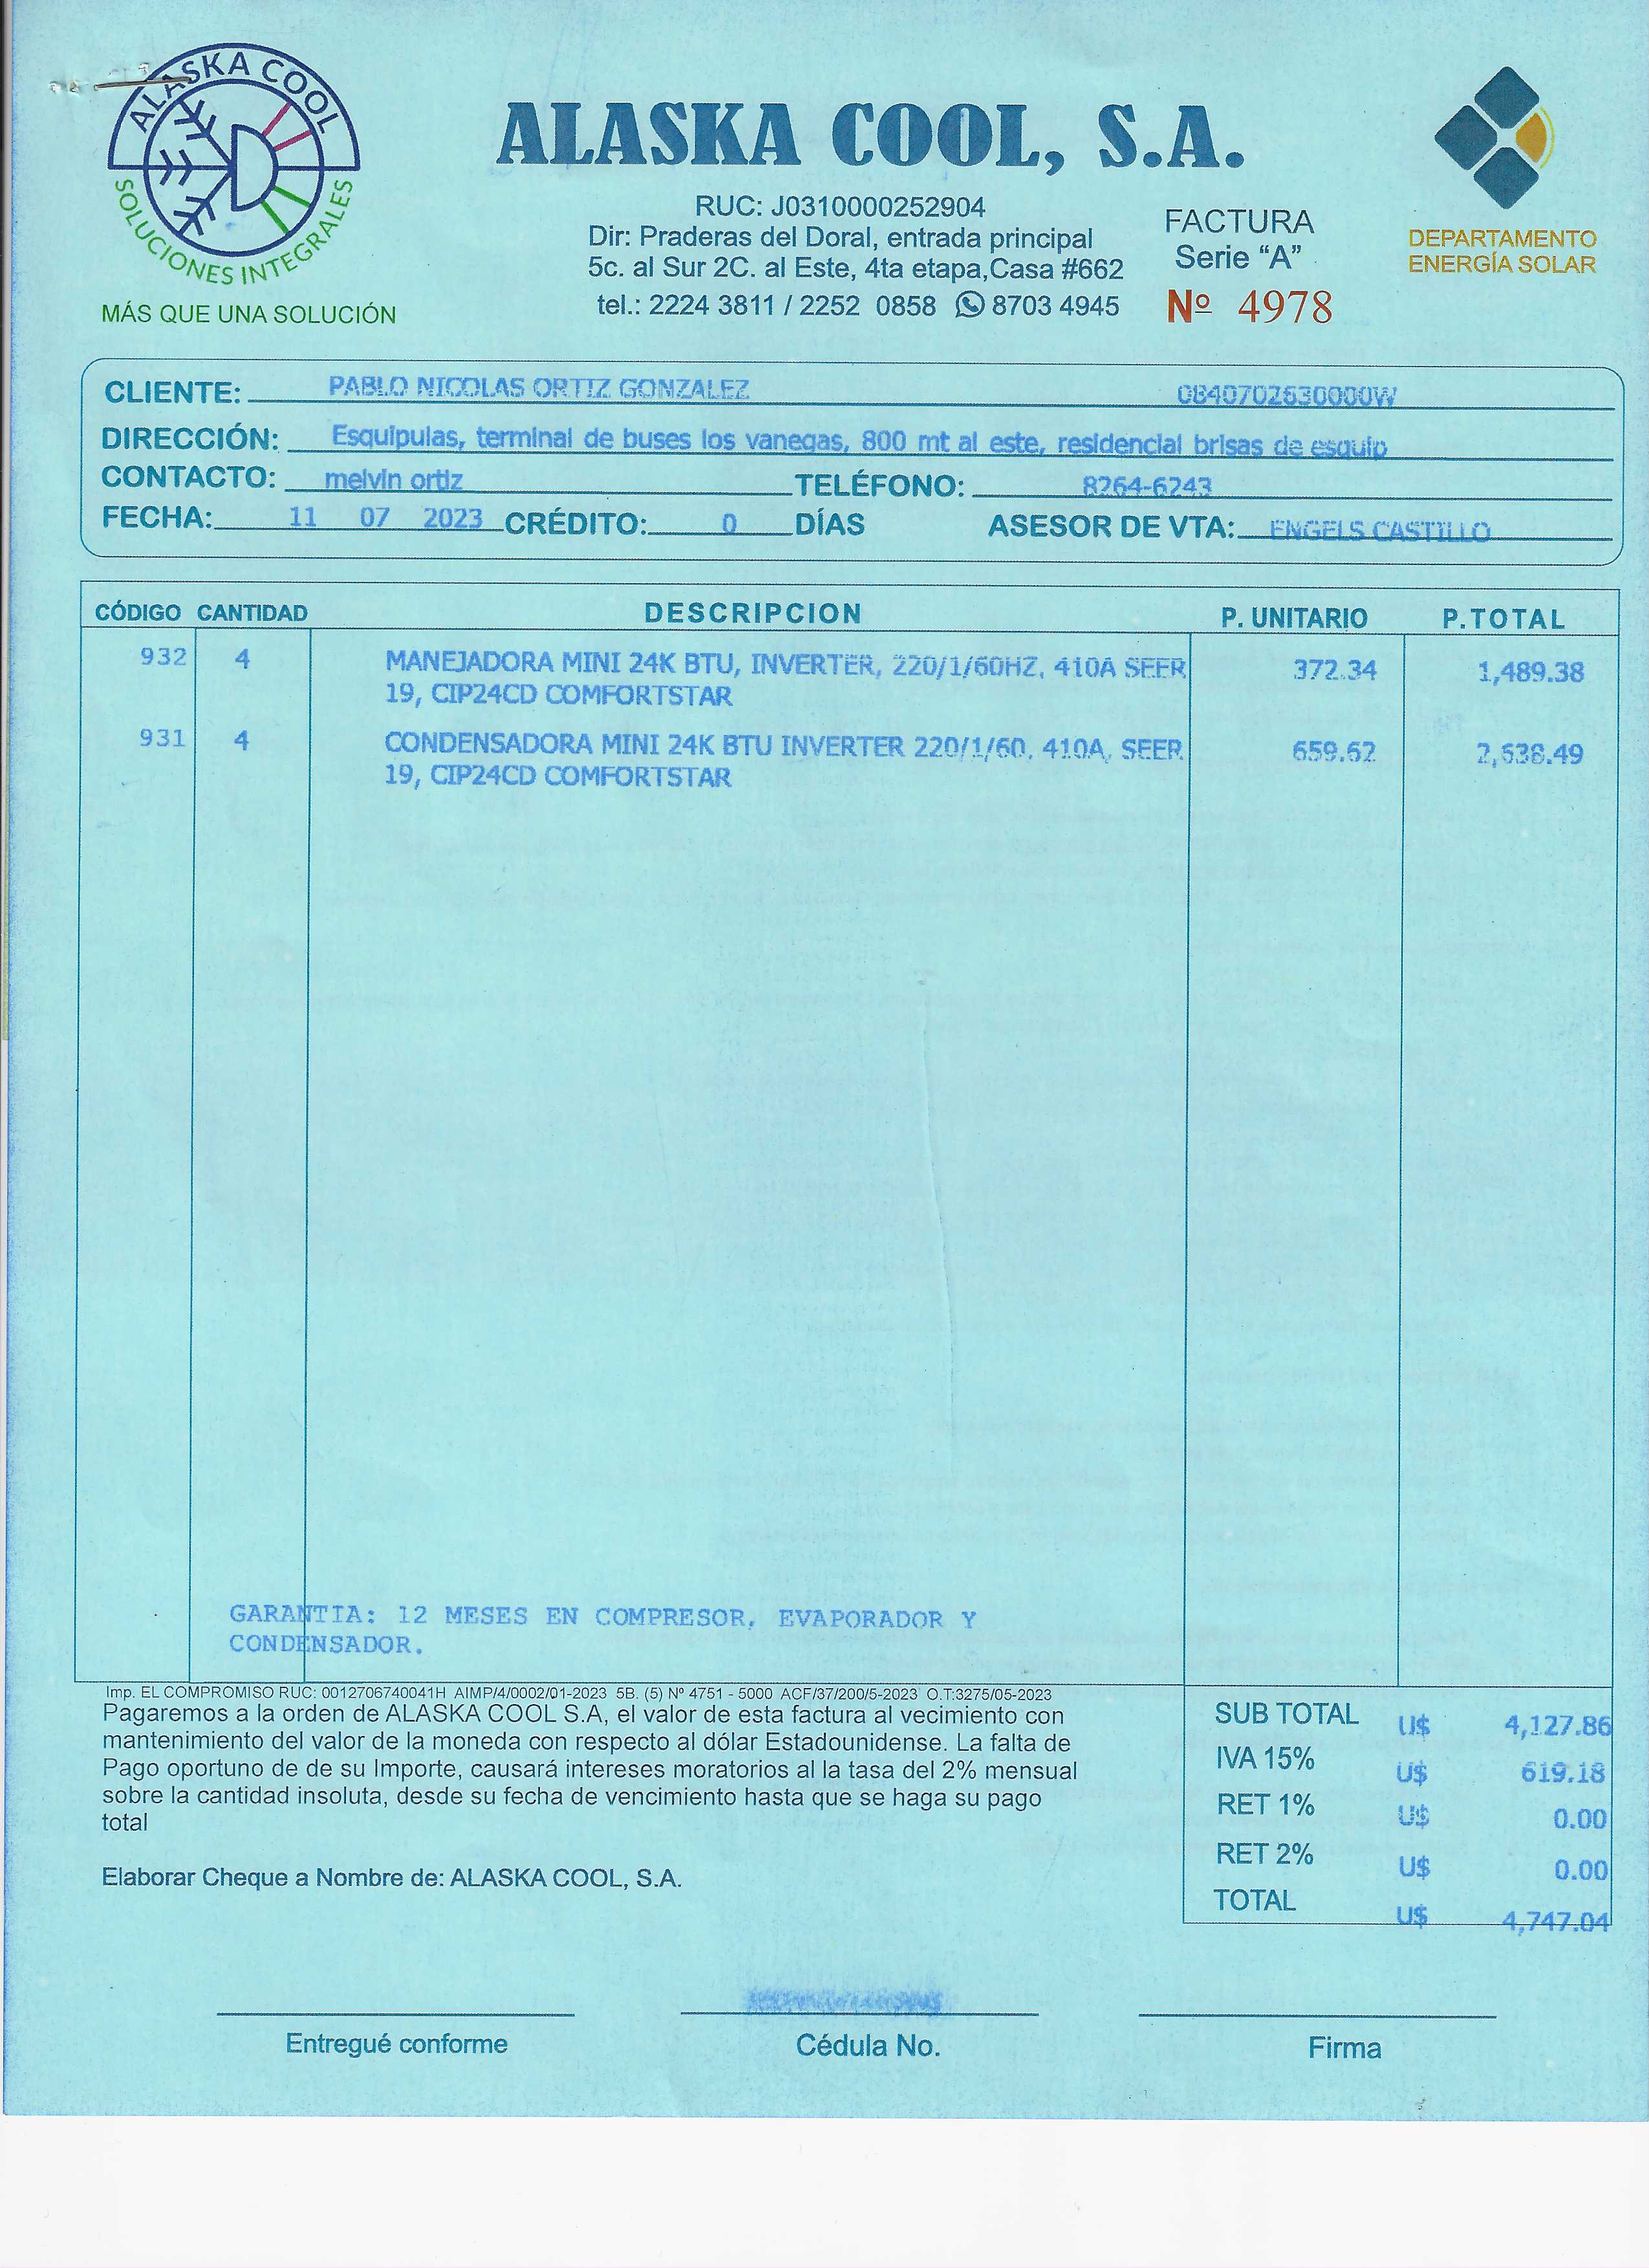 ALASKA COOL
SOLUCIONES INTEGRALES
MÁS QUE UNA SOLUCIÓN
ALASKA COOL, S.A.
RUC: J0310000252904
Dir: Praderas del Doral, entrada principal
5c. al Sur 2C. al Este, 4ta etapa,Casa #662
tel.: 2224 3811 / 2252 0858 8703 4945
FACTURA
Serie “A”
Nº 4978
DEPARTAMENTO
ENERGÍA SOLAR
CLIENTE: PABLO NICOLAS ORTIZ GONZALEZ 0840702630000W
DIRECCIÓN: Esquipulas, terminal de buses los vanegas, 800 mt al este, residencial brisas de esquip
CONTACTO: melvin ortiz TELÉFONO: 8264-6243
FECHA: 11 07 2023 CRÉDITO: 0 DÍAS ASESOR DE VTA: ENGELS CASTILLO
CÓDIGO CANTIDAD DESCRIPCION P. UNITARIO P.TOTAL
932 4 MANEJADORA MINI 24K BTU, INVERTER, 220/1/60HZ, 410A SEER 372.34 1,489.38
19, CIP24CD COMFORTSTAR
931 4 CONDENSADORA MINI 24K BTU INVERTER 220/1/60, 410A, SEER 659.62 2,638.49
19, CIP24CD COMFORTSTAR
GARANTIA: 12 MESES EN COMPRESOR, EVAPORADOR Y
CONDENSADOR.
Imp. EL COMPROMISO RUC: 0012706740041H AIMP/4/0002/01-2023 5B. (5) Nº 4751 - 5000 ACF/37/200/5-2023 O.T:3275/05-2023
Pagaremos a la orden de ALASKA COOL S.A, el valor de esta factura al vecimiento con
mantenimiento del valor de la moneda con respecto al dólar Estadounidense. La falta de
Pago oportuno de de su Importe, causará intereses moratorios al la tasa del 2% mensual
sobre la cantidad insoluta, desde su fecha de vencimiento hasta que se haga su pago
total
Elaborar Cheque a Nombre de: ALASKA COOL, S.A.
SUB TOTAL U$ 4,127.86
IVA 15% U$ 619.18
RET 1% U$ 0.00
RET 2% U$ 0.00
TOTAL U$ 4,747.04
Entregué conforme
Cédula No.
Firma